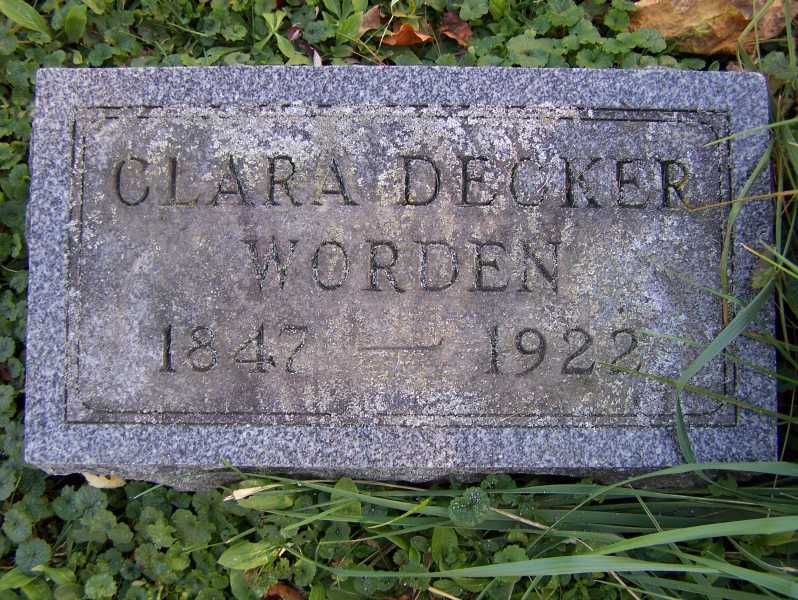 CLARA DECKER
WORDEN
1847 — 1922